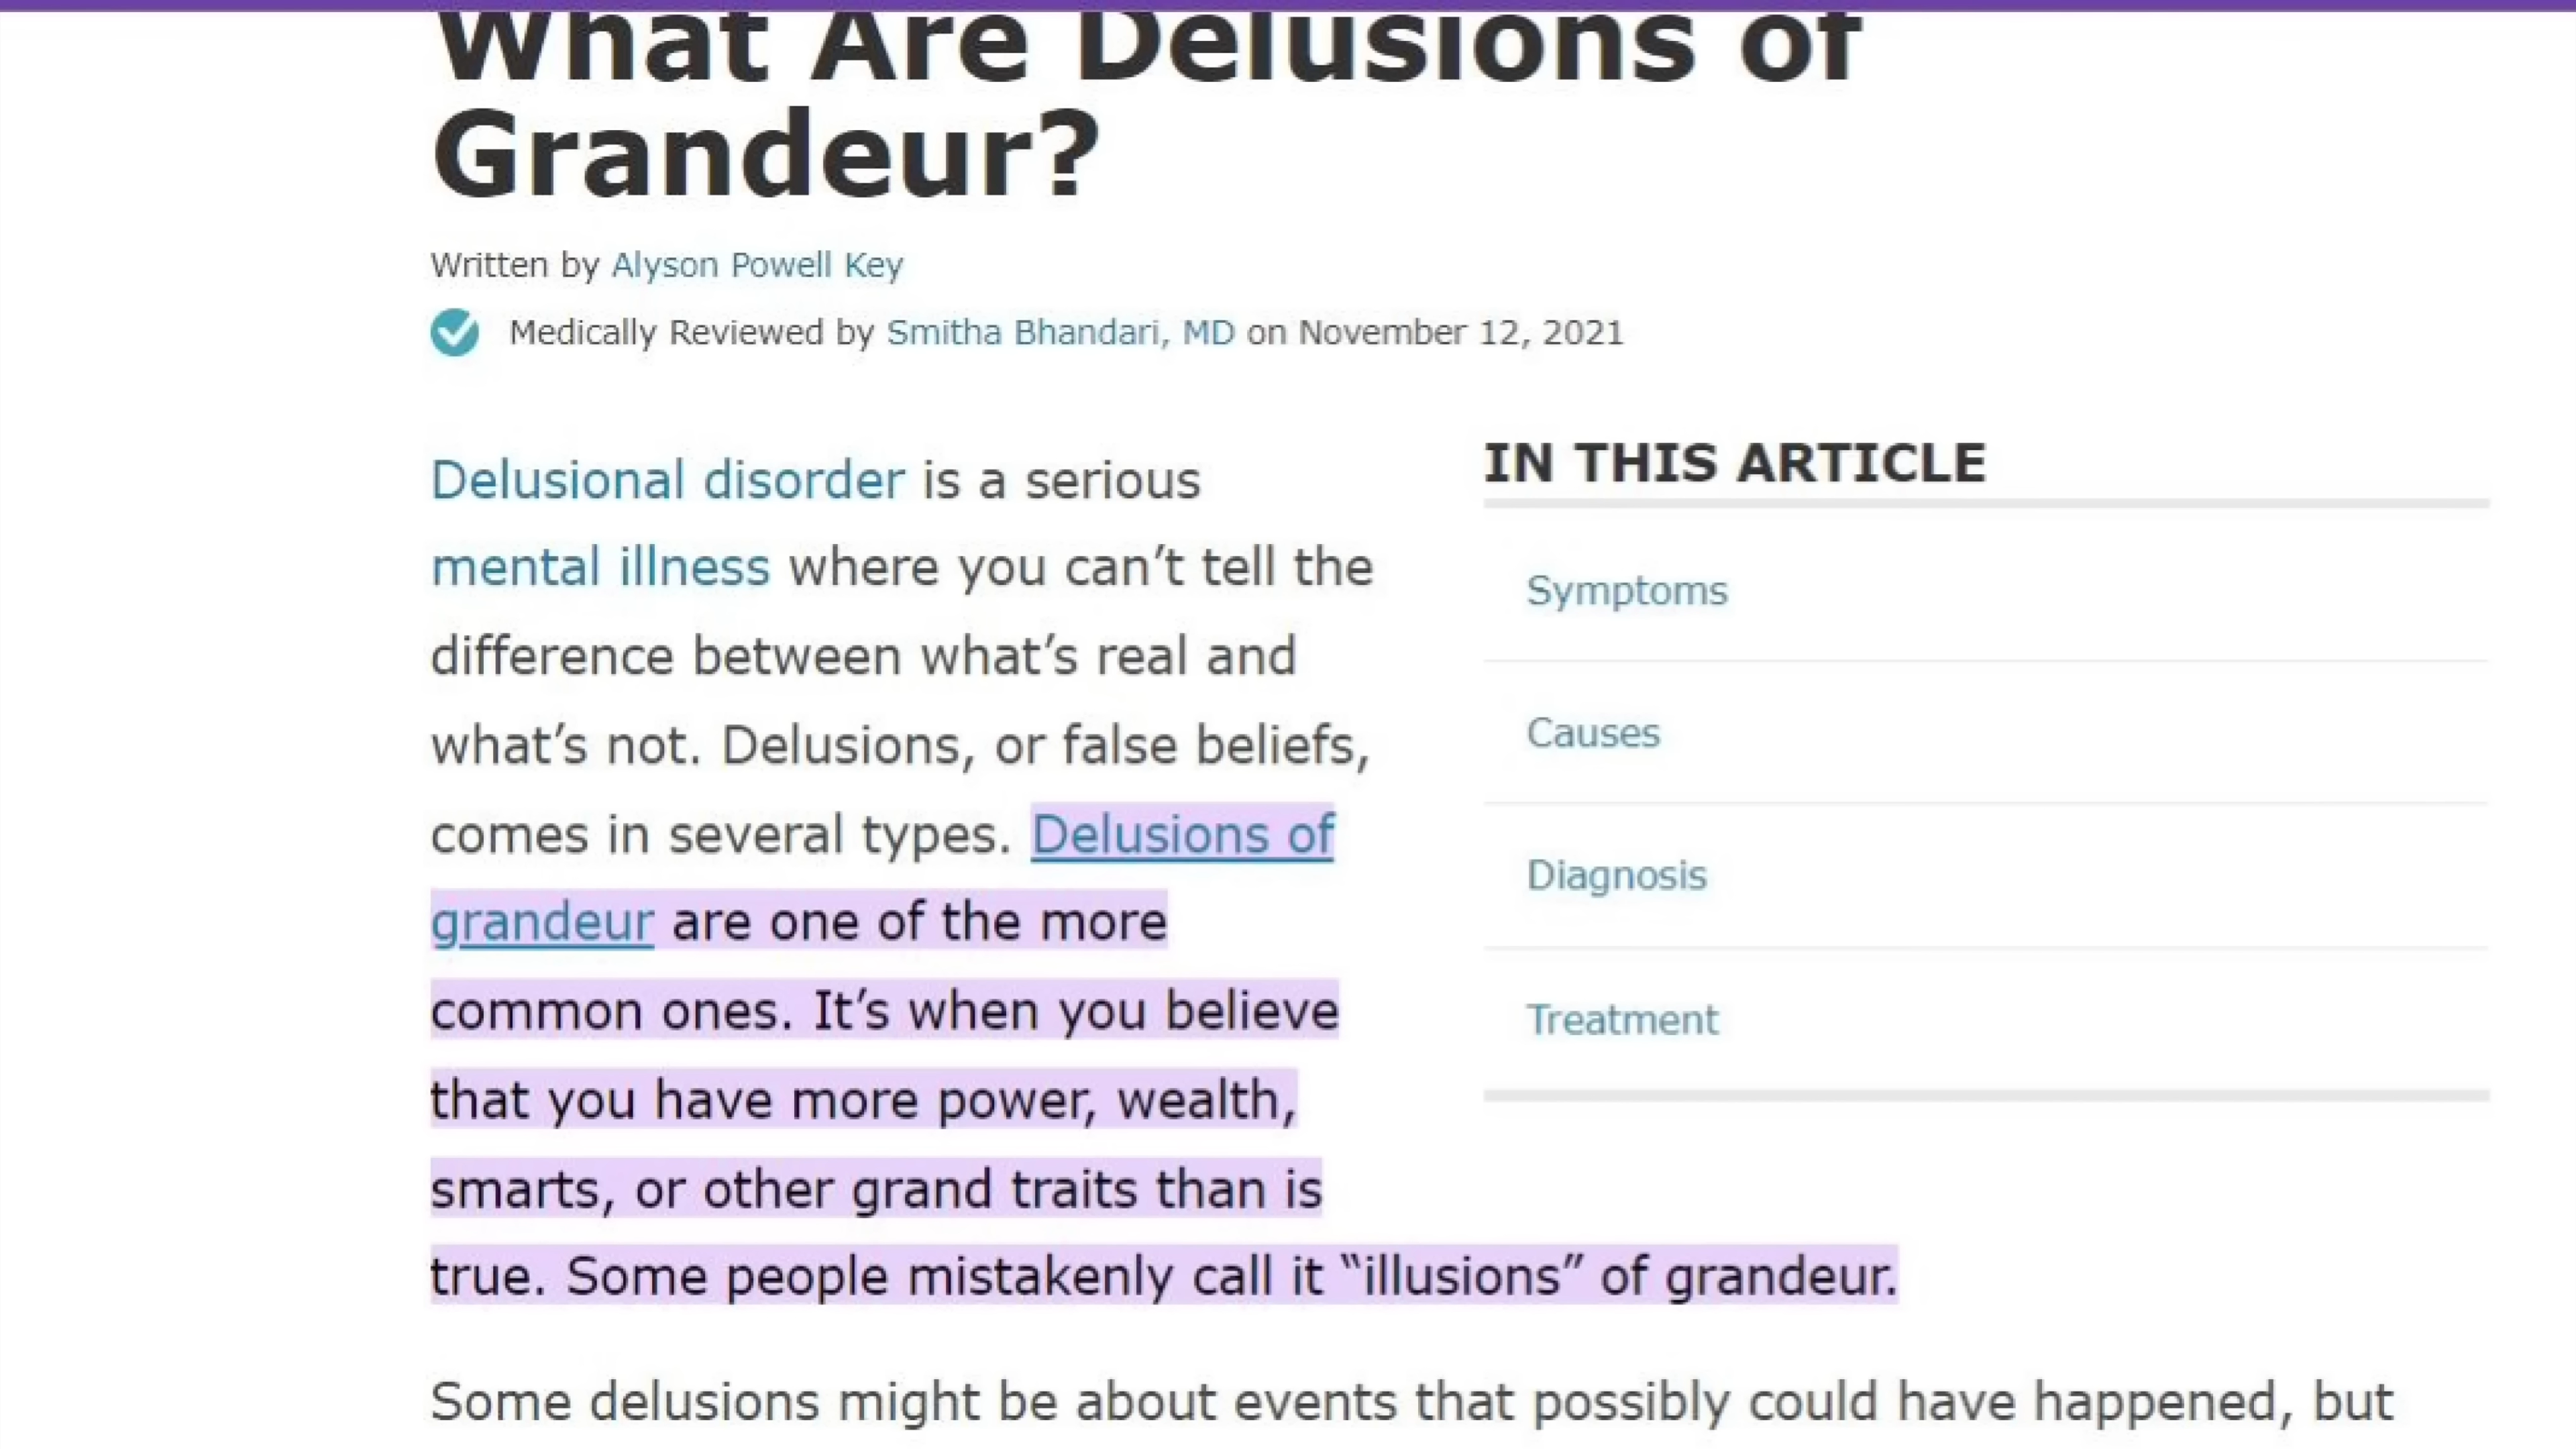 What Are Delusions of
Grandeur?
Written by Alyson Powell Key
Medically Reviewed by Smitha Bhandari, MD on November 12, 2021
Delusional disorder is a serious
mental illness where you can’t tell the
difference between what’s real and
what’s not. Delusions, or false beliefs,
comes in several types. Delusions of
grandeur are one of the more
common ones. It’s when you believe
that you have more power, wealth,
smarts, or other grand traits than is
true. Some people mistakenly call it “illusions” of grandeur.
Some delusions might be about events that possibly could have happened, but
IN THIS ARTICLE
Symptoms
Causes
Diagnosis
Treatment